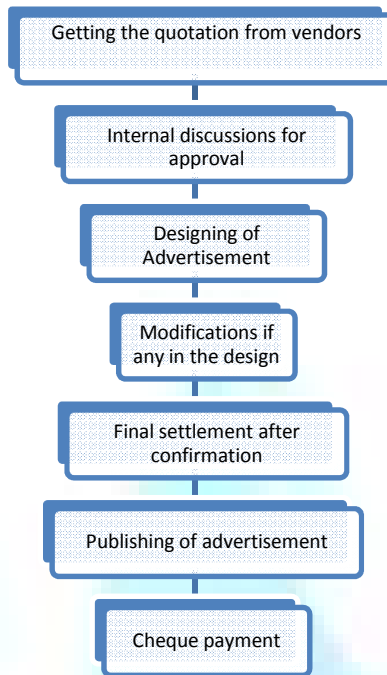 Getting the quotation from vendors
Internal discussions for
approval
Designing of
Advertisement
Modifications if
any in the design
Final settlement after
confirmation
Publishing of advertisement
Cheque payment